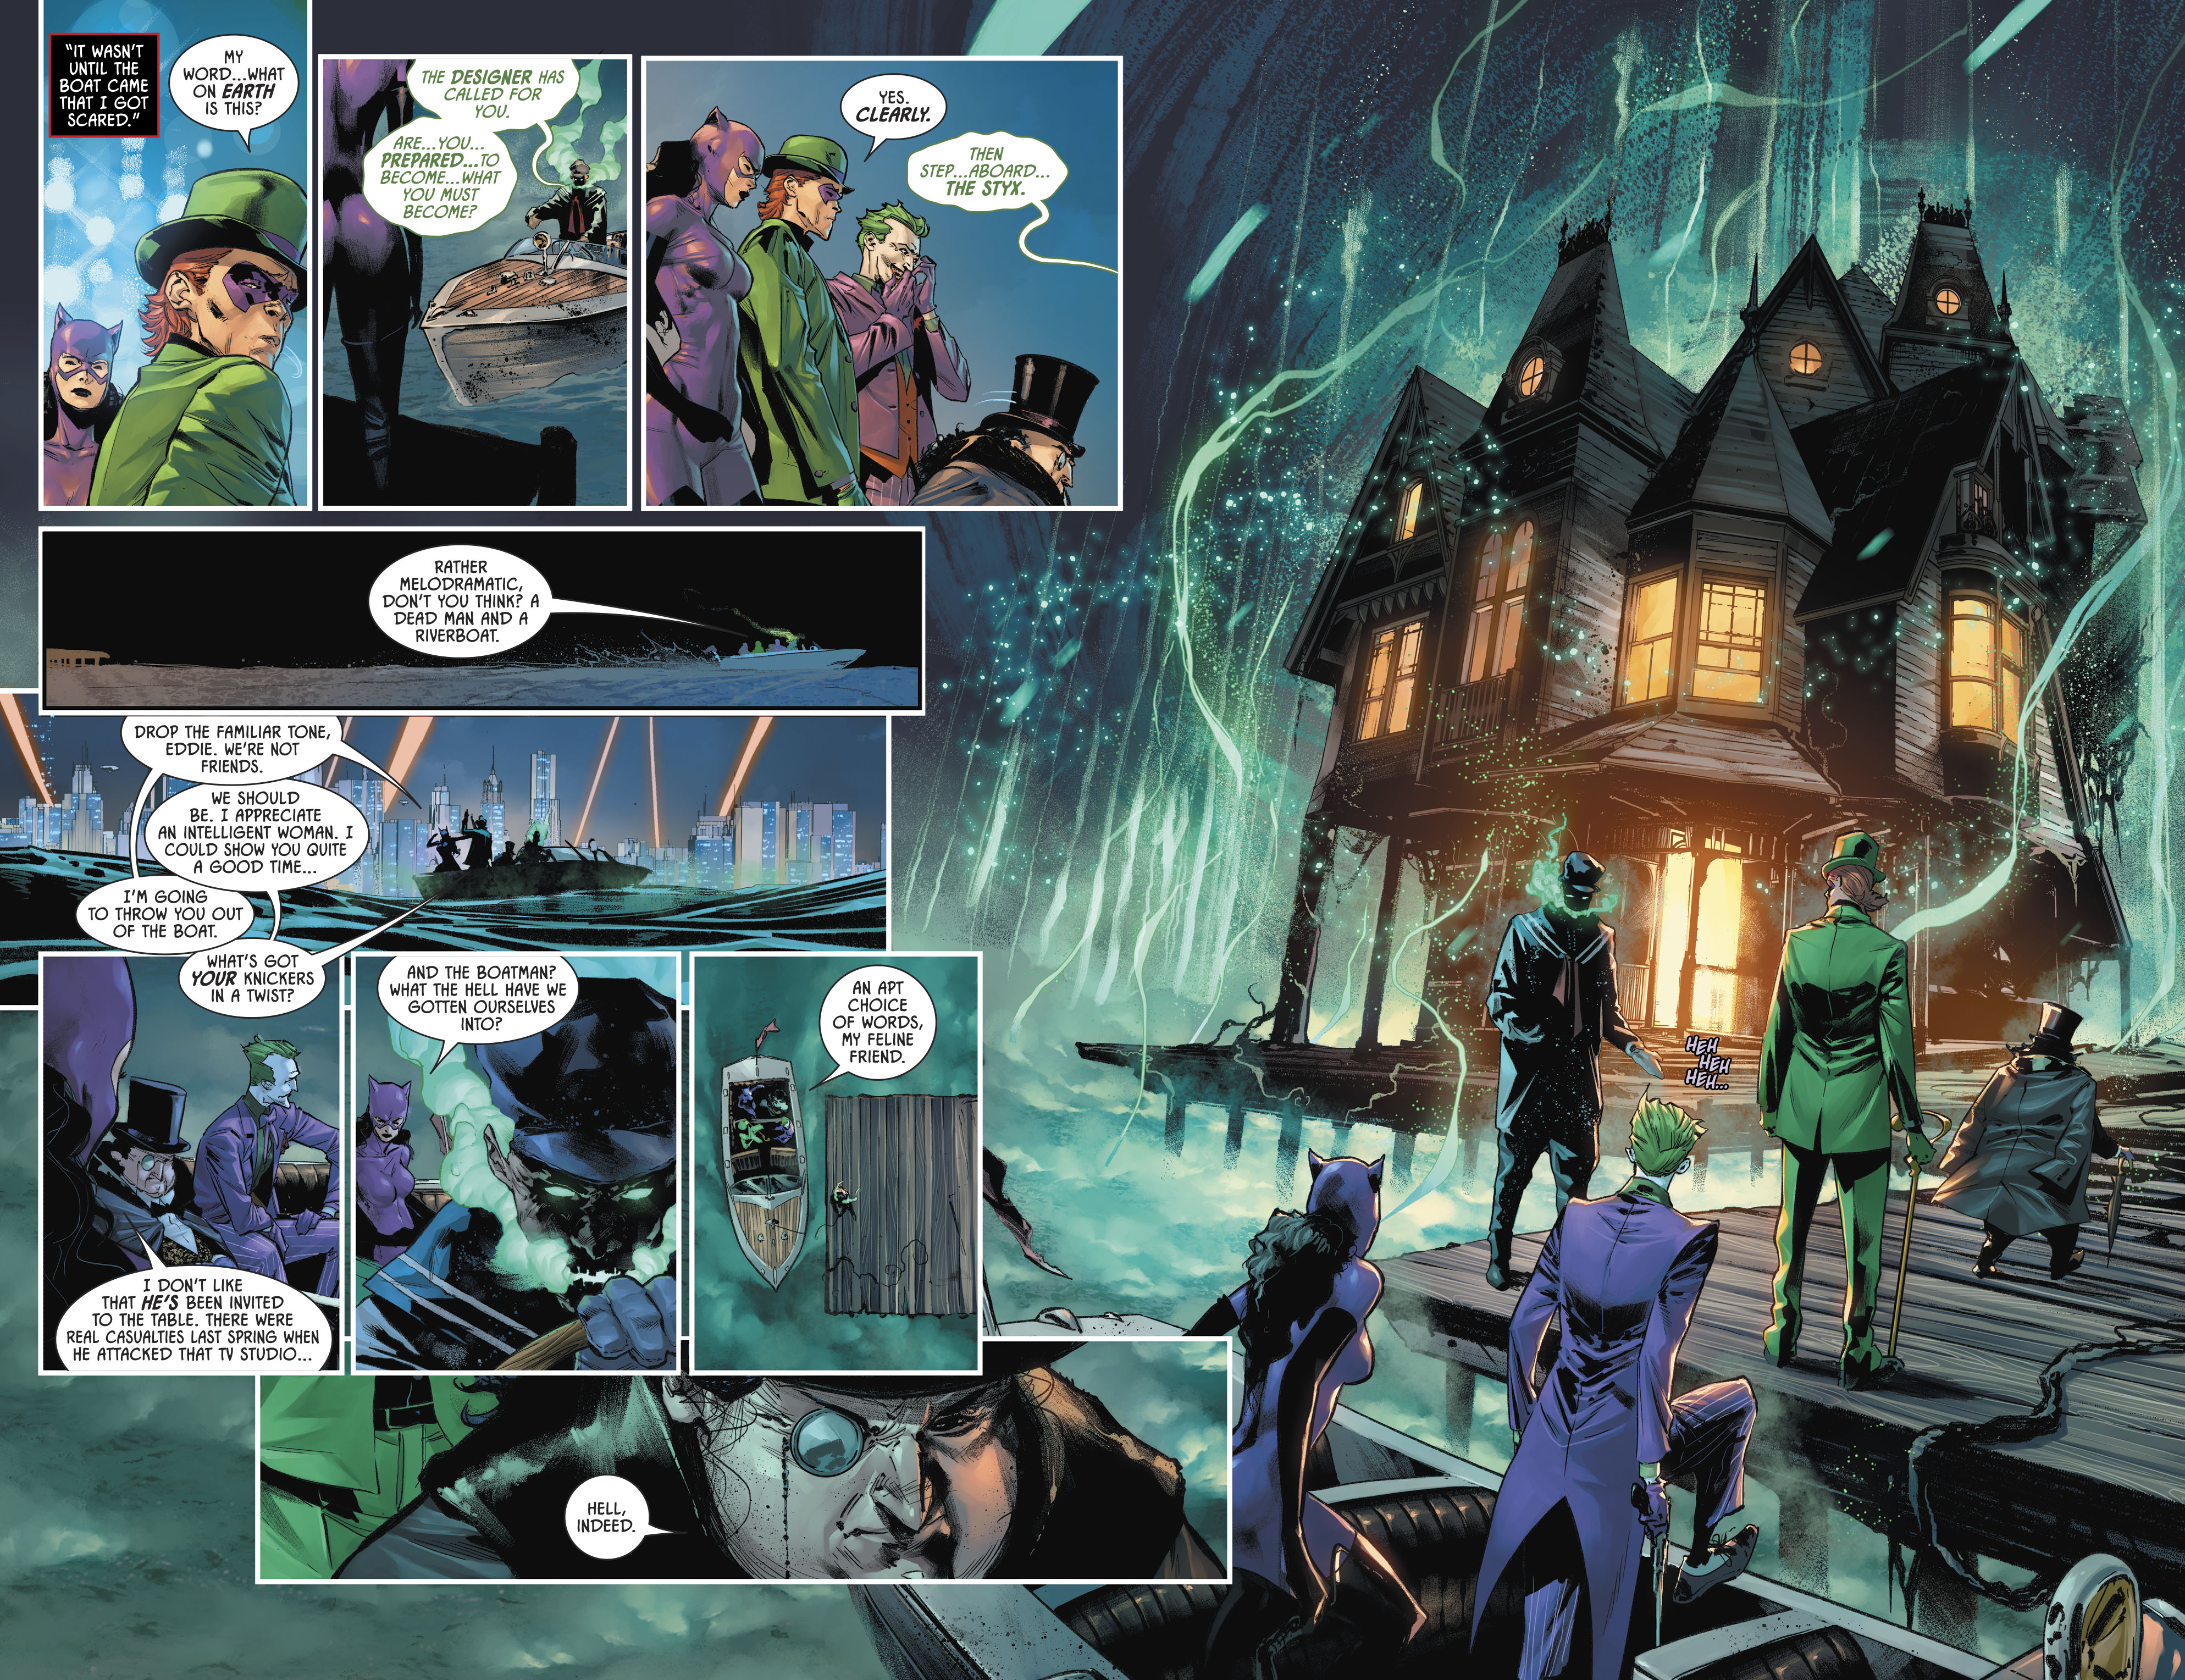 "IT WASN'T
UNTIL THE
BOAT CAME
THAT I GOT
SCARED."
MY
WORD...WHAT
ON EARTH
IS THIS?
THE DESIGNER HAS
CALLED FOR
YOU.
ARE...YOU...
PREPARED...TO
BECOME...WHAT
YOU MUST
BECOME?
YES.
CLEARLY.
THEN
STEP...ABOARD...
THE STYX.
RATHER
MELODRAMATIC,
DON'T YOU THINK? A
DEAD MAN AND A
RIVERBOAT.
DROP THE FAMILIAR TONE,
EDDIE. WE'RE NOT
FRIENDS.
WE SHOULD
BE. I APPRECIATE
AN INTELLIGENT WOMAN. I
COULD SHOW YOU QUITE
A GOOD TIME...
I'M GOING
TO THROW YOU OUT
OF THE BOAT.
WHAT'S GOT
YOUR KNICKERS
IN A TWIST?
I DON'T LIKE
THAT HE'S BEEN INVITED
TO THE TABLE. THERE WERE
REAL CASUALTIES LAST SPRING WHEN
HE ATTACKED THAT TV STUDIO...
AND THE BOATMAN?
WHAT THE HELL HAVE WE
GOTTEN OURSELVES
INTO?
AN APT
CHOICE
OF WORDS,
MY FELINE
FRIEND.
HELL,
INDEED.
HEH
HEH
HEH...